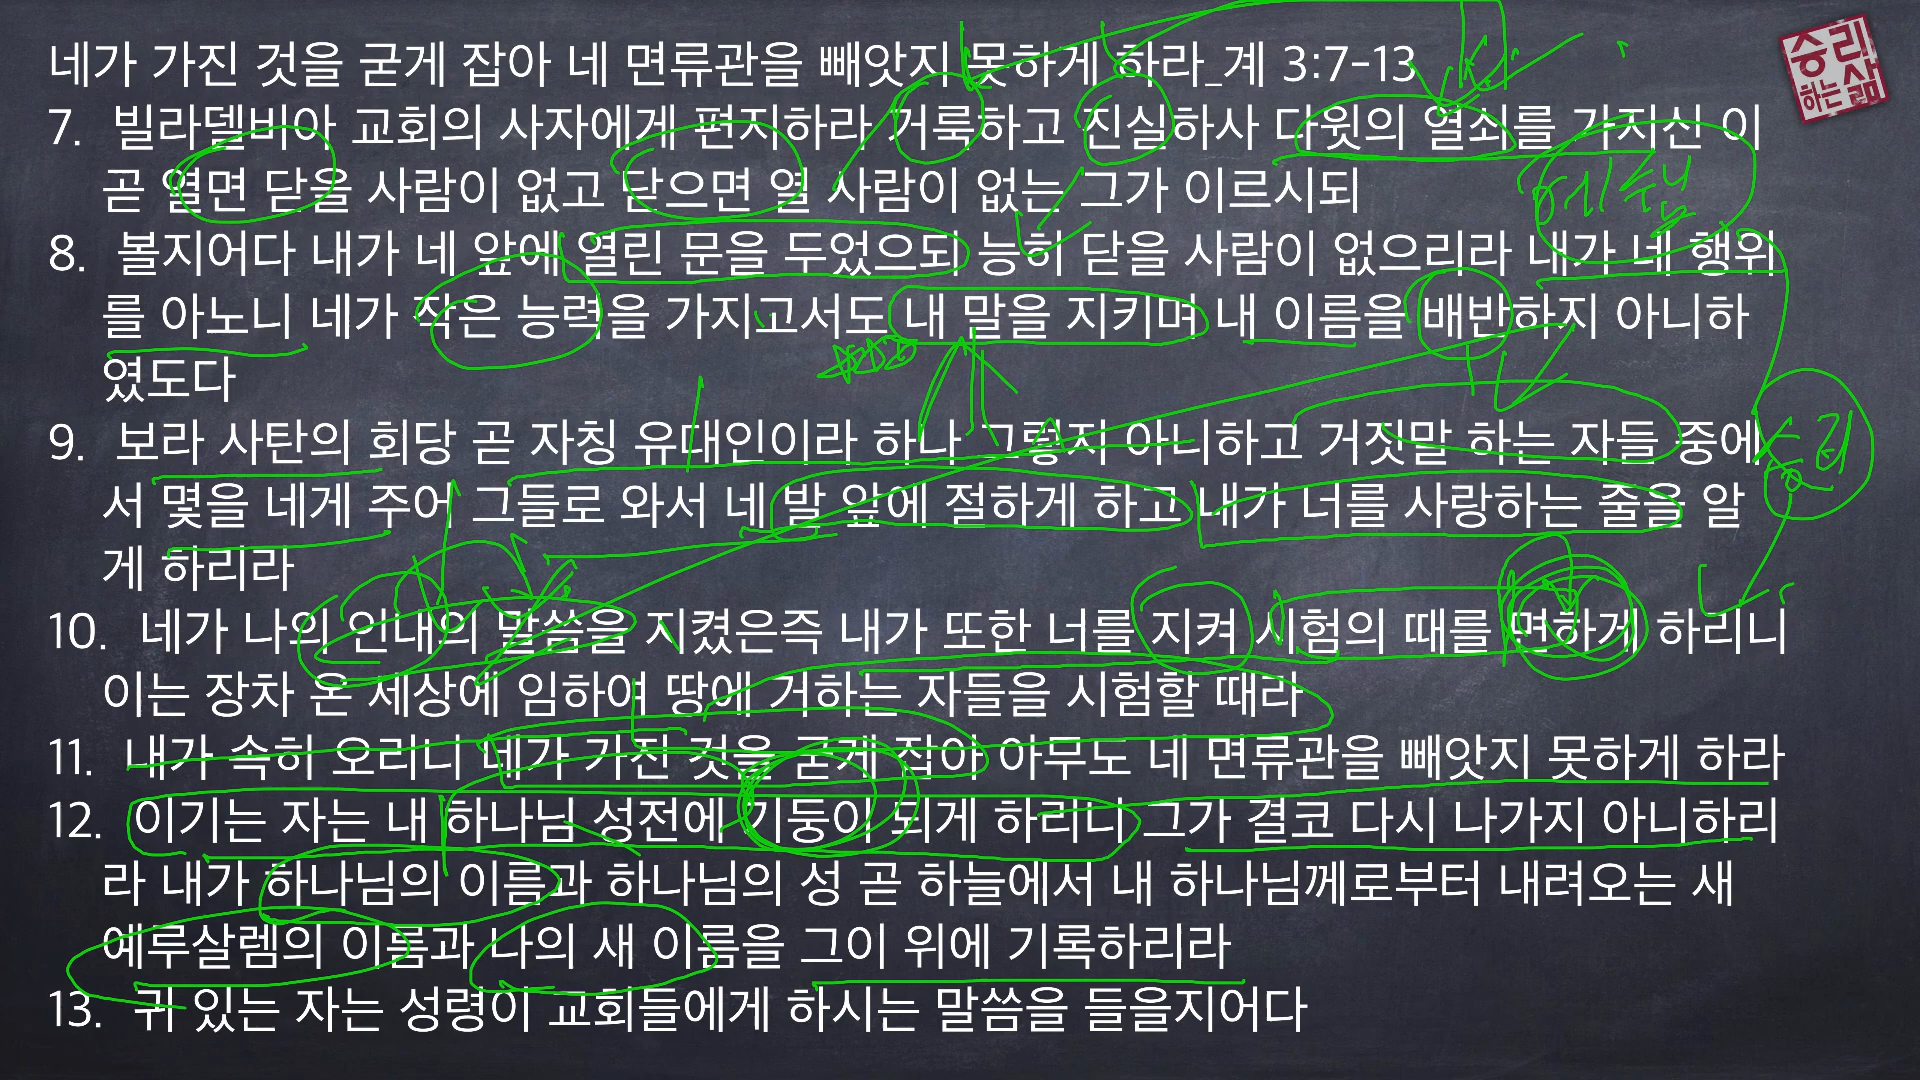 네가 가진 것을 굳게 잡아 네 면류관을 빼앗지 못하게 하라_계 3:7-13
승리
하는 삶
7. 빌라델비아 교회의 사자에게 편지하라 거룩하고 진실하사 다윗의 열쇠를 가지신 이
곧 열면 닫을 사람이 없고 닫으면 열 사람이 없는 그가 이르시되
8. 볼지어다 내가 네 앞에 열린 문을 두었으되 능히 닫을 사람이 없으리라 내가 네 행위
를 아노니 네가 작은 능력을 가지고서도 내 말을 지키며 내 이름을 배반하지 아니하
였도다
9. 보라 사탄의 회당 곧 자칭 유대인이라 하나 그렇지 아니하고 거짓말 하는 자들 중에
서 몇을 네게 주어 그들로 와서 네 발 앞에 절하게 하고 내가 너를 사랑하는 줄을 알
게 하리라
10. 네가 나의 인내의 말씀을 지켰은즉 내가 또한 너를 지켜 시험의 때를 면하게 하리니
이는 장차 온 세상에 임하여 땅에 거하는 자들을 시험할 때라
11. 내가 속히 오리니 네가 가진 것을 굳게 잡아 아무도 네 면류관을 빼앗지 못하게 하라
12. 이기는 자는 내 하나님 성전에 기둥이 되게 하리니 그가 결코 다시 나가지 아니하리
라 내가 하나님의 이름과 하나님의 성 곧 하늘에서 내 하나님께로부터 내려오는 새
예루살렘의 이름과 나의 새 이름을 그이 위에 기록하리라
13. 귀 있는 자는 성령이 교회들에게 하시는 말씀을 들을지어다